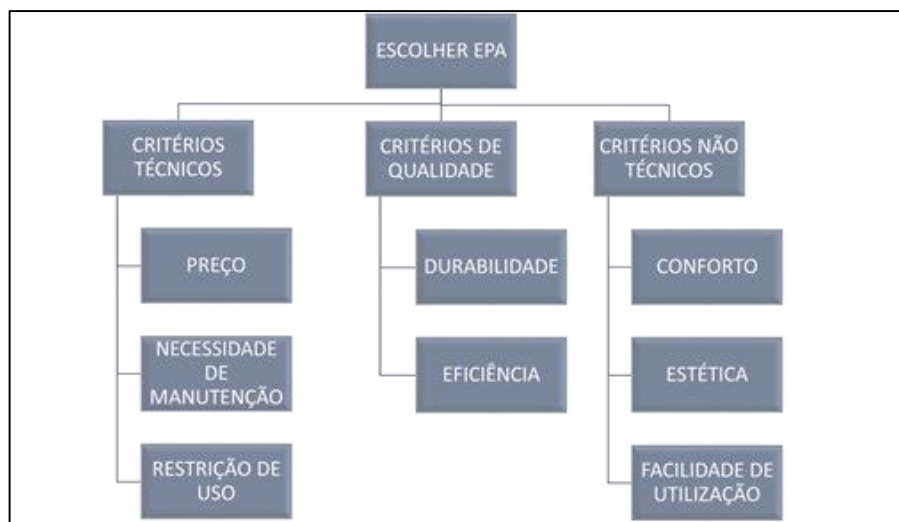 ESCOLHER EPA
CRITÉRIOS
TÉCNICOS
PREÇO
NECESSIDADE
DE
MANUTENÇÃO
RESTRIÇÃO DE
USO
CRITÉRIOS DE
QUALIDADE
DURABILIDADE
EFICIÊNCIA
CRITÉRIOS NÃO
TÉCNICOS
CONFORTO
ESTÉTICA
FACILIDADE DE
UTILIZAÇÃO